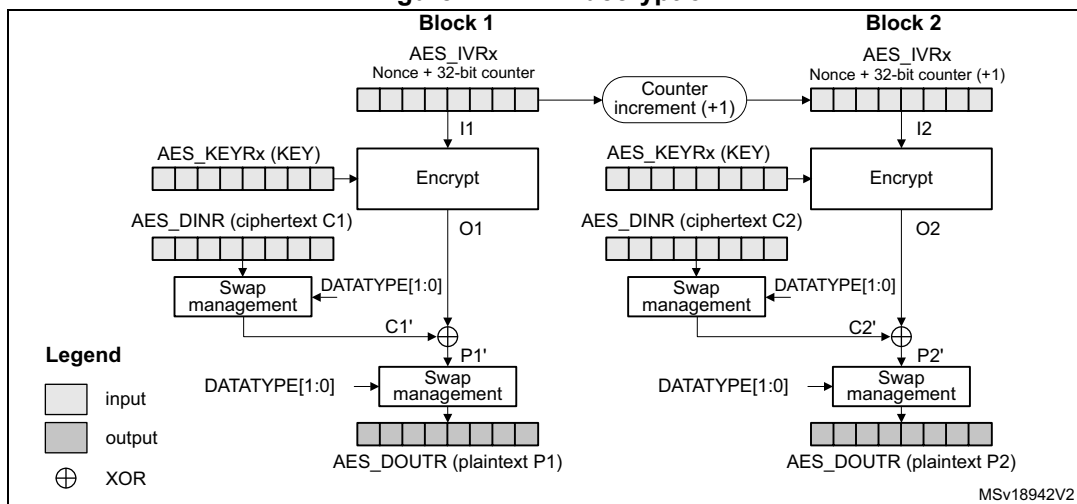 Block 1
Block 2
AES_IVRx
Nonce + 32-bit counter
AES_IVRx
Nonce + 32-bit counter (+1)
Counter
increment (+1)
I1
I2
AES_KEYRx (KEY)
Encrypt
AES_KEYRx (KEY)
Encrypt
AES_DINR (ciphertext C1)
O1
AES_DINR (ciphertext C2)
O2
Swap
management
DATATYPE[1:0]
Swap
management
DATATYPE[1:0]
C1'
C2'
P1'
P2'
Legend
input
output
XOR
DATATYPE[1:0]
Swap
management
DATATYPE[1:0]
Swap
management
AES_DOUTR (plaintext P1)
AES_DOUTR (plaintext P2)
MSv18942V2